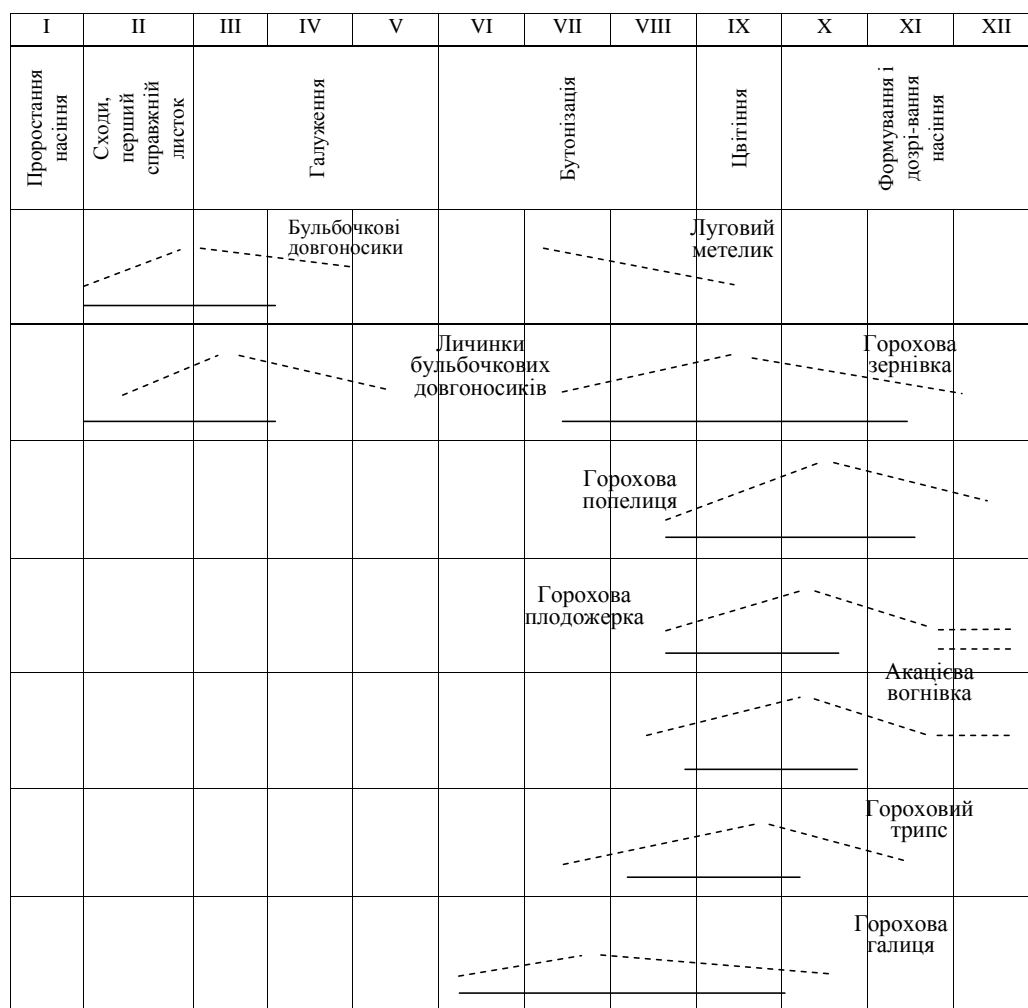 I II III IV V VI VII VIII IX X XI XII
Проростання
насіння
Сходи,
перший
справжній
листок
Галуження
Бутонізація
Цвітіння
Формування і
дозрі-вання
насіння
Бульбочкові
довгоносики
Луговий
метелик
Личинки
бульбочкових
довгоносиків
Горохова
зернівка
Горохова
попелиця
Горохова
плодожерка
Акацієва
вогнівка
Гороховий
трипс
Горохова
галиця